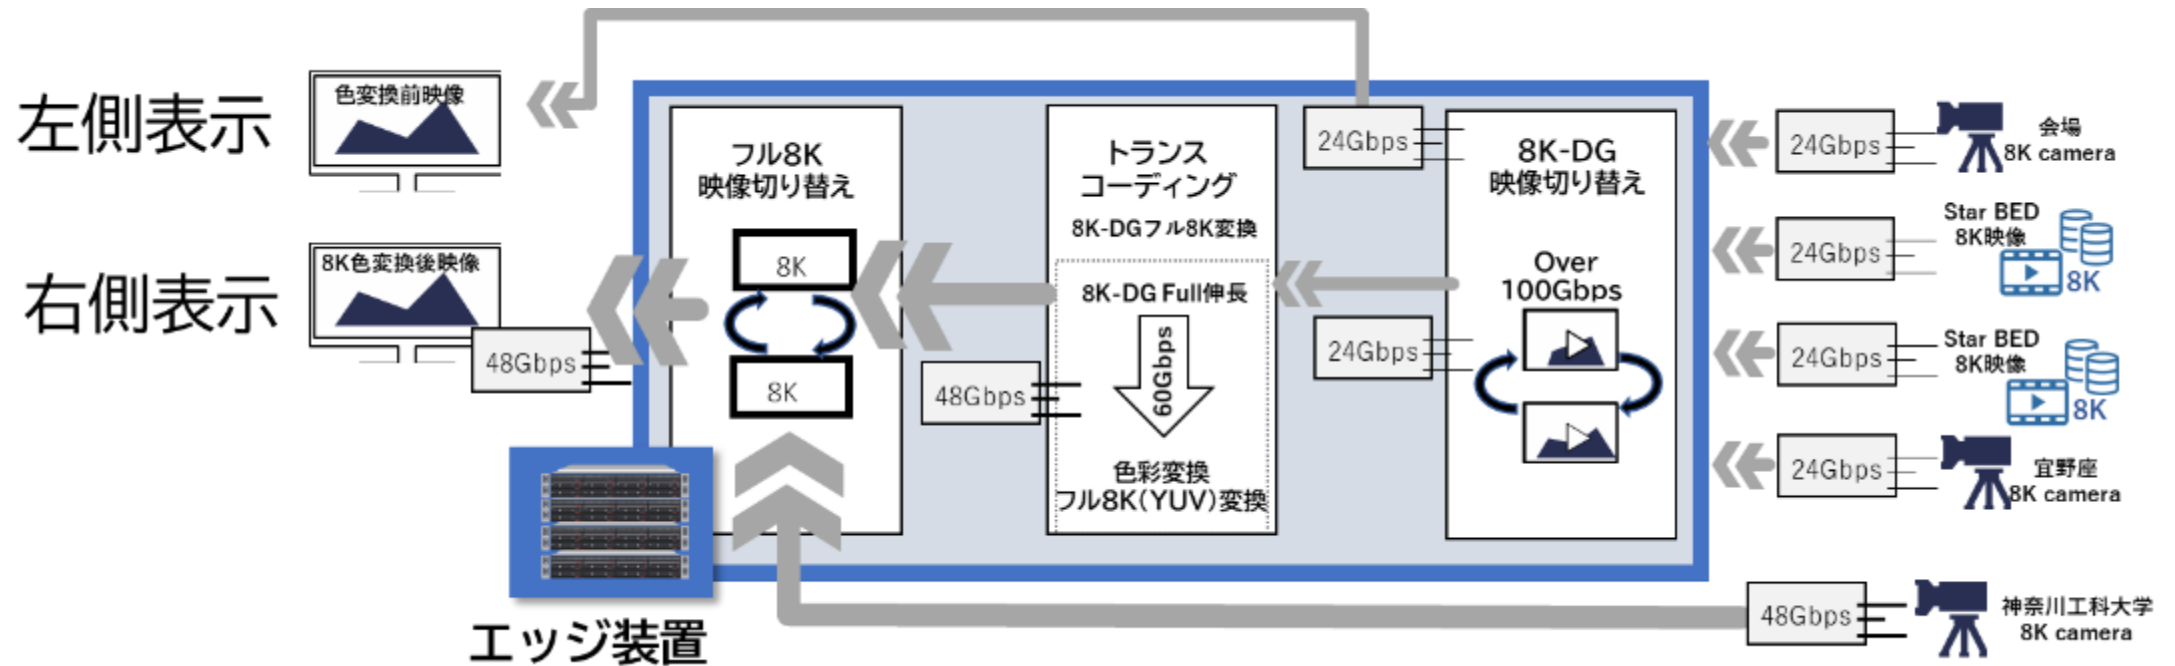 左側表示
色変換前映像
右側表示
8K色変換後映像
48Gbps
エッジ装置
フル8K
映像切り替え
8K
8K
48Gbps
トランス
コーディング
8K-DGフル8K変換
8K-DG Full伸長
60Gbps
色彩変換
フル8K(YUV)変換
24Gbps
24Gbps
8K-DG
映像切り替え
Over
100Gbps
24Gbps
会場
8K camera
24Gbps
Star BED
8K映像
8K
24Gbps
Star BED
8K映像
8K
24Gbps
宜野座
8K camera
48Gbps
神奈川工科大学
8K camera